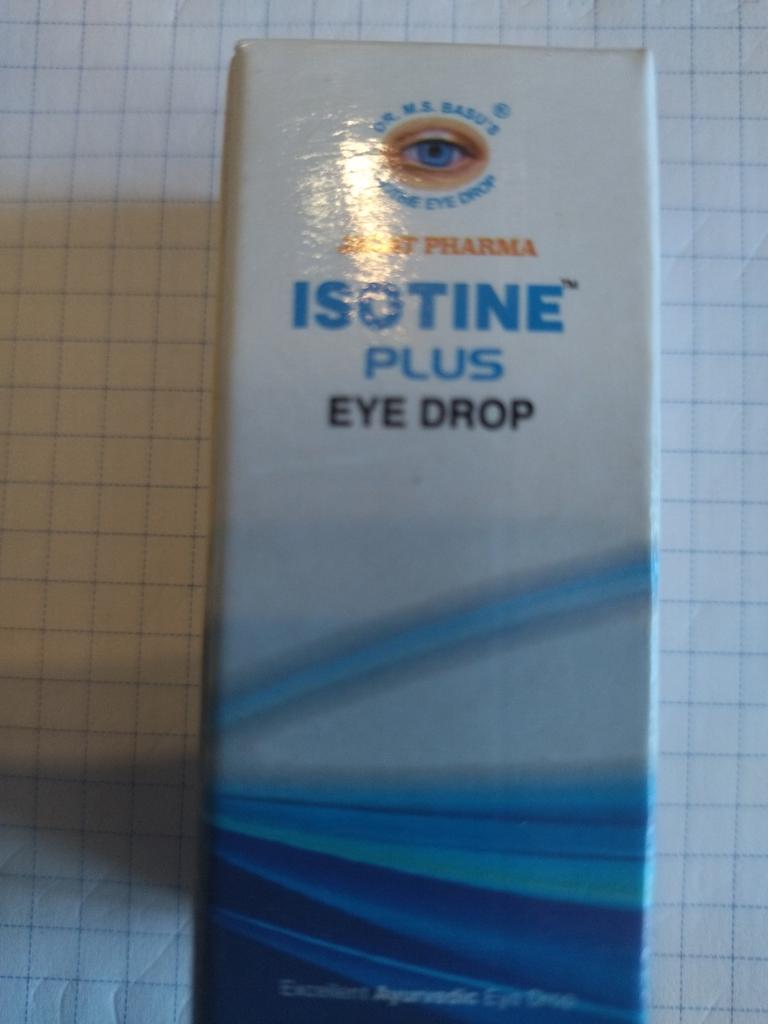 DR. M.S. BASU'S ®
EYE DROP
PHARMA
ISOTINE™
PLUS
EYE DROP
Excellent Ayurvedic Eye Drop